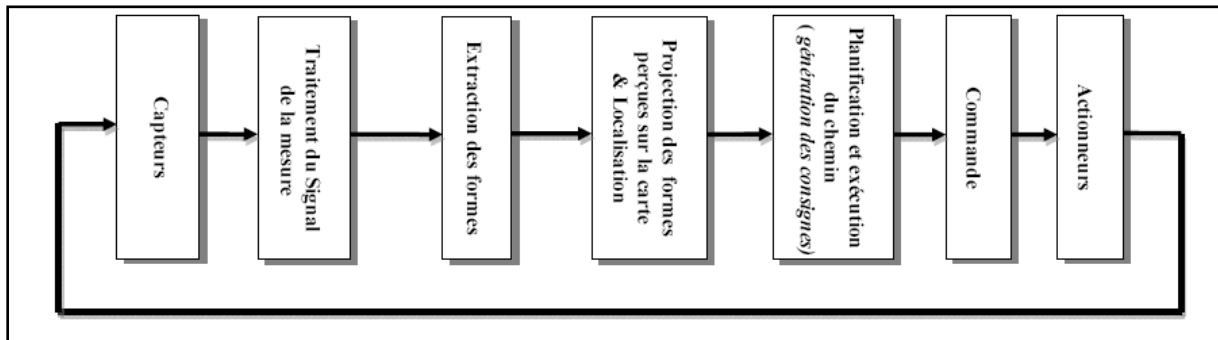 Capteurs
Traitement du Signal
de la mesure
Extraction des formes
Projection des formes
perçues sur la carte
& Localisation
Planification et exécution
du chemin
( génération des consignes)
Commande
Actionneurs